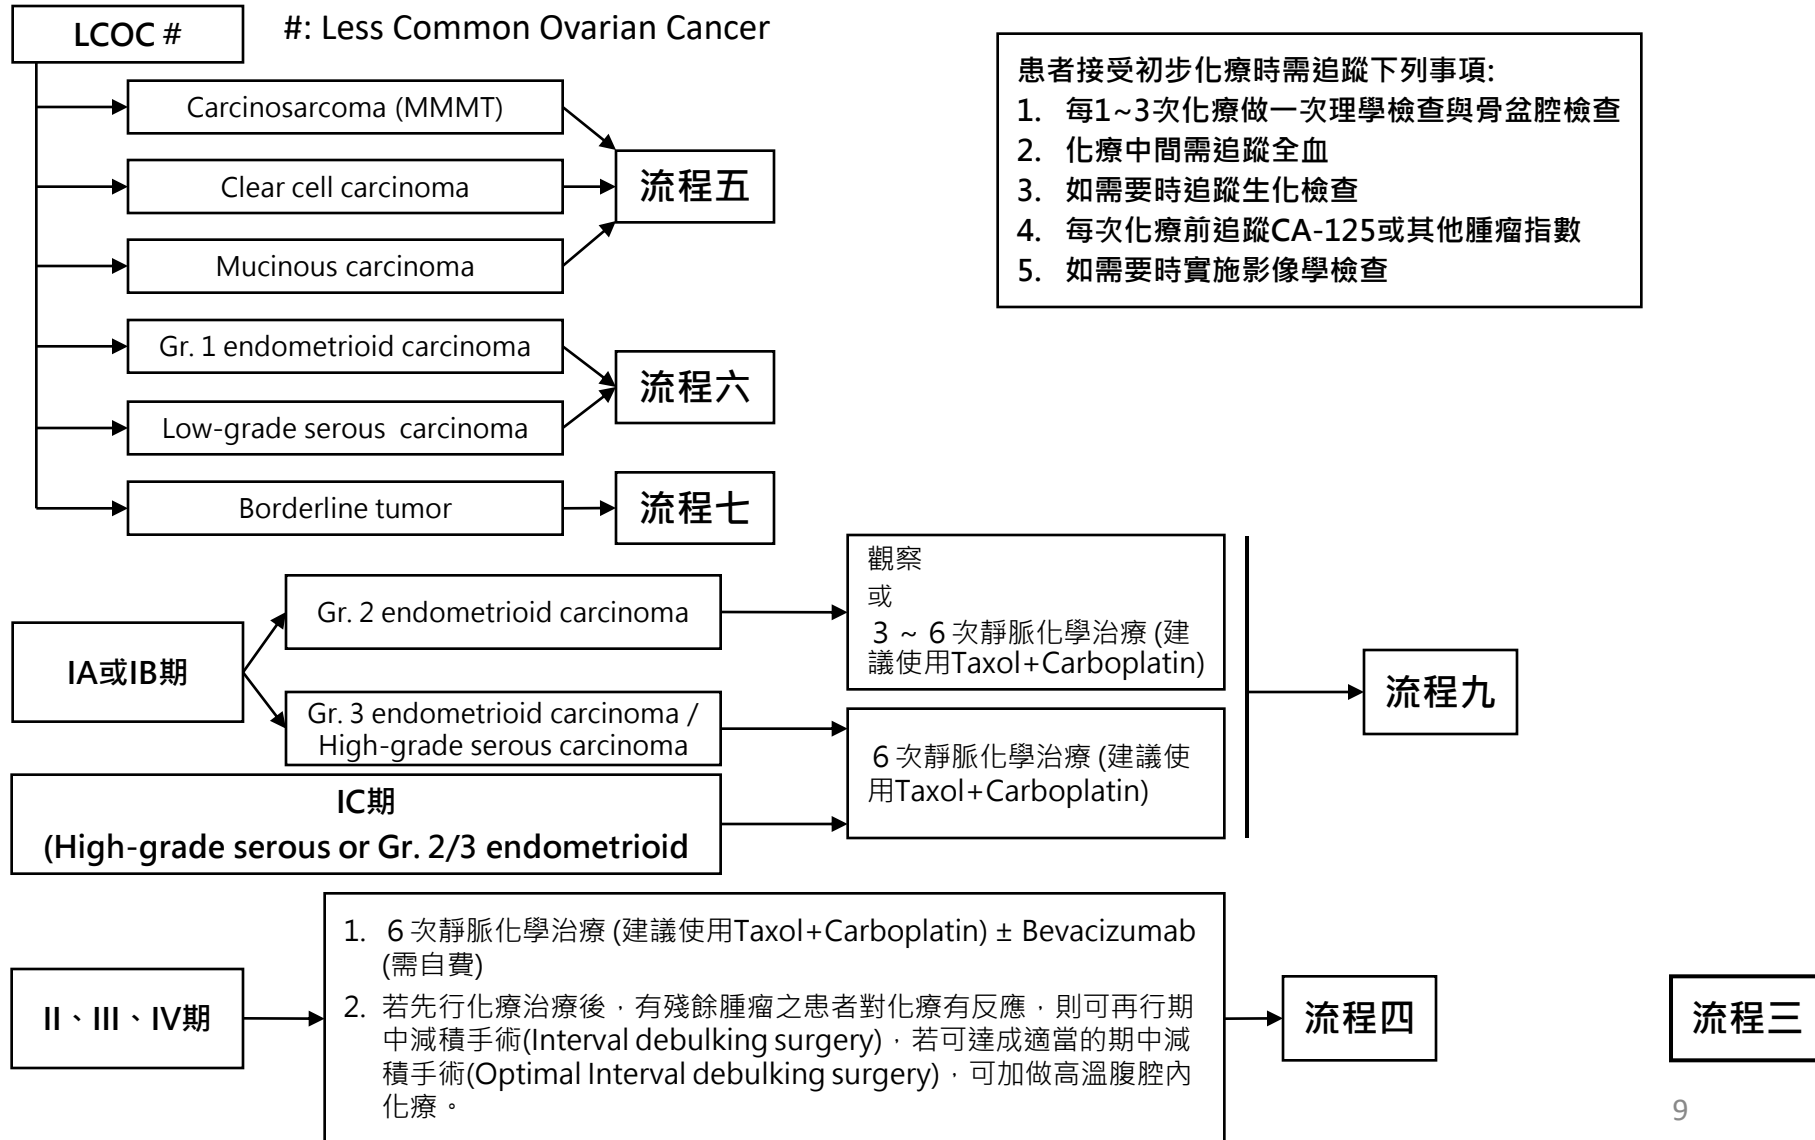 LCOC #
#: Less Common Ovarian Cancer
患者接受初步化療時需追蹤下列事項:
1. 每1~3次化療做一次理學檢查與骨盆腔檢查
2. 化療中間需追蹤全血
3. 如需要時追蹤生化檢查
4. 每次化療前追蹤CA-125或其他腫瘤指數
5. 如需要時實施影像學檢查
Carcinosarcoma (MMMT)
Clear cell carcinoma
Mucinous carcinoma
流程五
Gr. 1 endometrioid carcinoma
Low-grade serous  carcinoma
流程六
Borderline tumor
流程七
IA或IB期
Gr. 2 endometrioid carcinoma
觀察
或
３ ~ ６次靜脈化學治療 (建
議使用Taxol+Carboplatin)
Gr. 3 endometrioid carcinoma /
High-grade serous carcinoma
IC期
(High-grade serous or Gr. 2/3 endometrioid
６次靜脈化學治療 (建議使
用Taxol+Carboplatin)
流程九
II、III、IV期
1. ６次靜脈化學治療 (建議使用Taxol+Carboplatin) ± Bevacizumab
(需自費)
2. 若先行化療治療後，有殘餘腫瘤之患者對化療有反應，則可再行期
中減積手術(Interval debulking surgery)，若可達成適當的期中減
積手術(Optimal Interval debulking surgery)，可加做高溫腹腔內
化療。
流程四
流程三
9